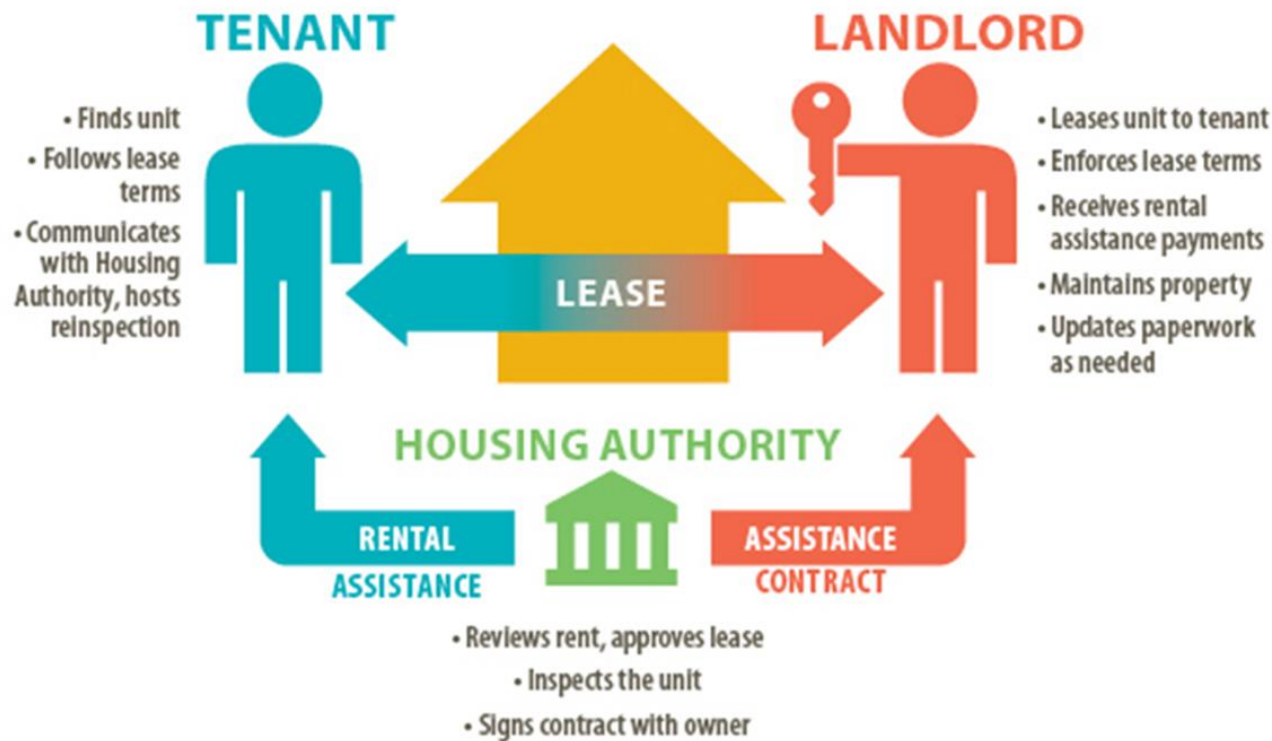 TENANT
• Finds unit
• Follows lease
terms
• Communicates
with Housing
Authority, hosts
reinspection
LEASE
LANDLORD
• Leases unit to tenant
• Enforces lease terms
• Receives rental
assistance payments
• Maintains property
• Updates paperwork
as needed
HOUSING AUTHORITY
RENTAL
ASSISTANCE
ASSISTANCE
CONTRACT
• Reviews rent, approves lease
• Inspects the unit
• Signs contract with owner